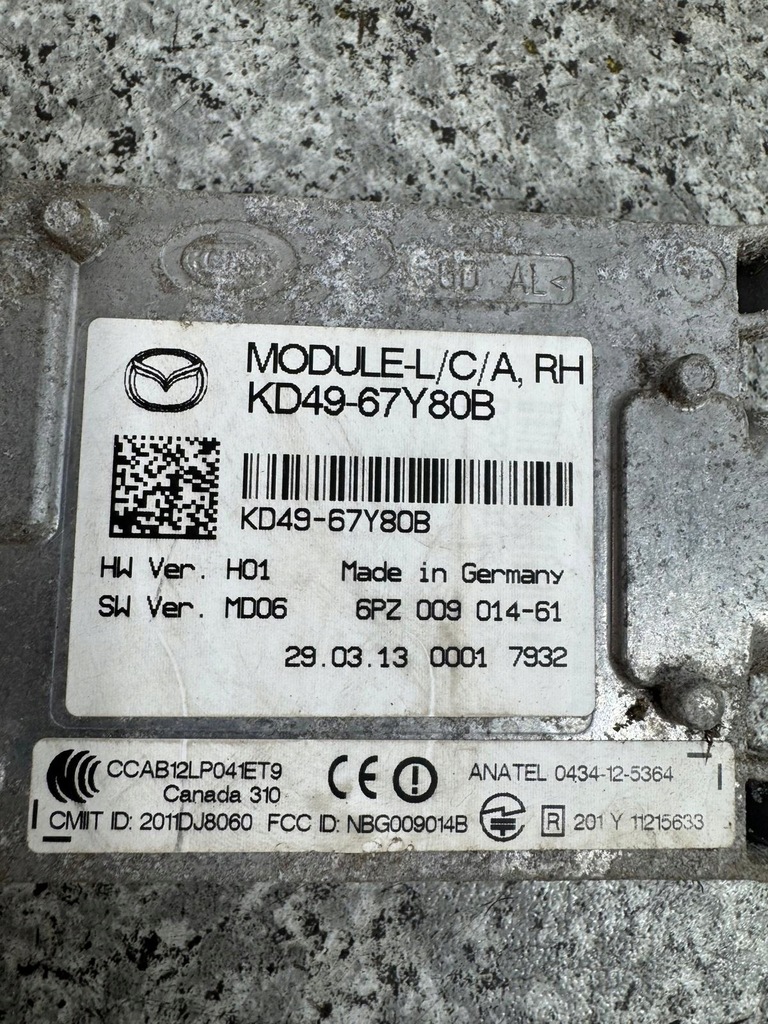 AL<
MODULE-L/C/A, RH
KD49-67Y80B
KD49-67Y80B
HW Ver. H01 Made in Germany
SW Ver. MD06 6PZ 009 014-61
29.03.13 0001 7932
CCAB12LP041ET9 CE ANATEL 0434-12-5364
Canada 310
CMIIT ID: 2011DJ8060 FCC ID: NBG009014B R 201 Y 11215633